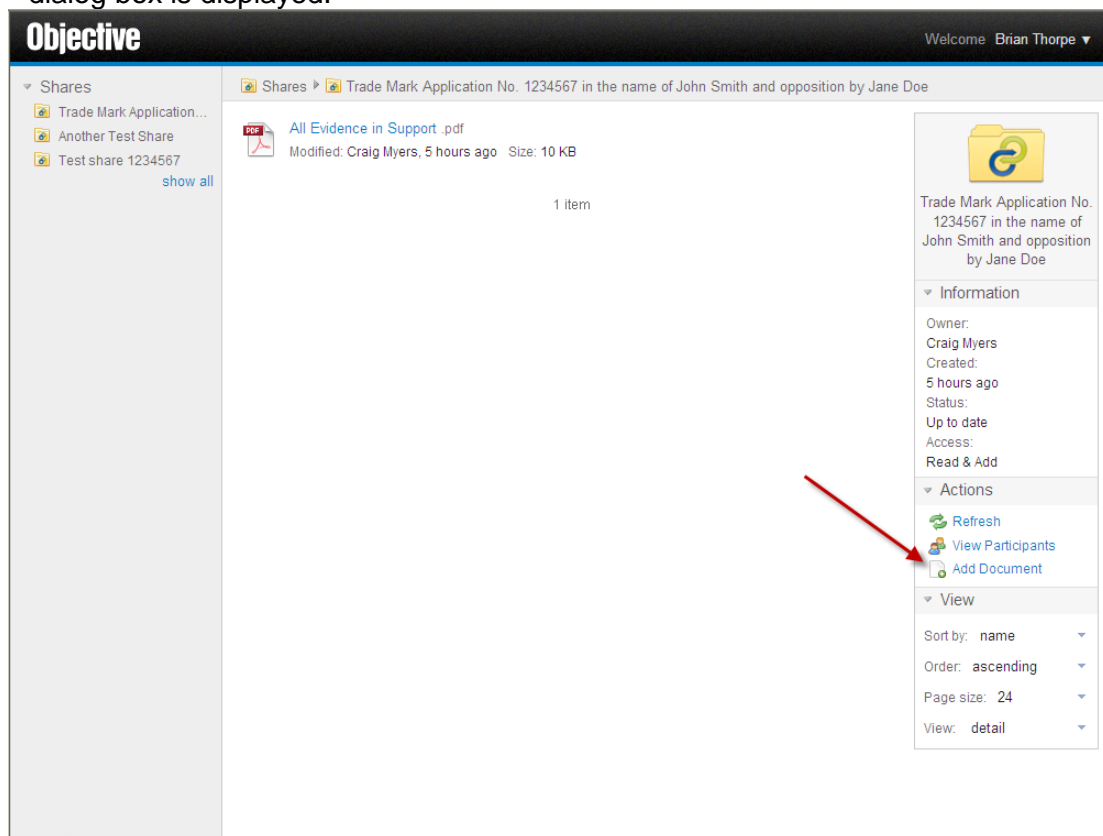 dialog box is displayed.
Objective
Welcome Brian Thorpe ▼
Shares
Trade Mark Application...
Another Test Share
Test share 1234567
show all
Shares Trade Mark Application No. 1234567 in the name of John Smith and opposition by Jane Doe
PDF
All Evidence in Support .pdf
Modified: Craig Myers, 5 hours ago Size: 10 KB
1 item
Trade Mark Application No.
1234567 in the name of
John Smith and opposition
by Jane Doe
Information
Owner:
Craig Myers
Created:
5 hours ago
Status:
Up to date
Access:
Read & Add
Actions
Refresh
View Participants
Add Document
View
Sort by: name
Order: ascending
Page size: 24
View: detail